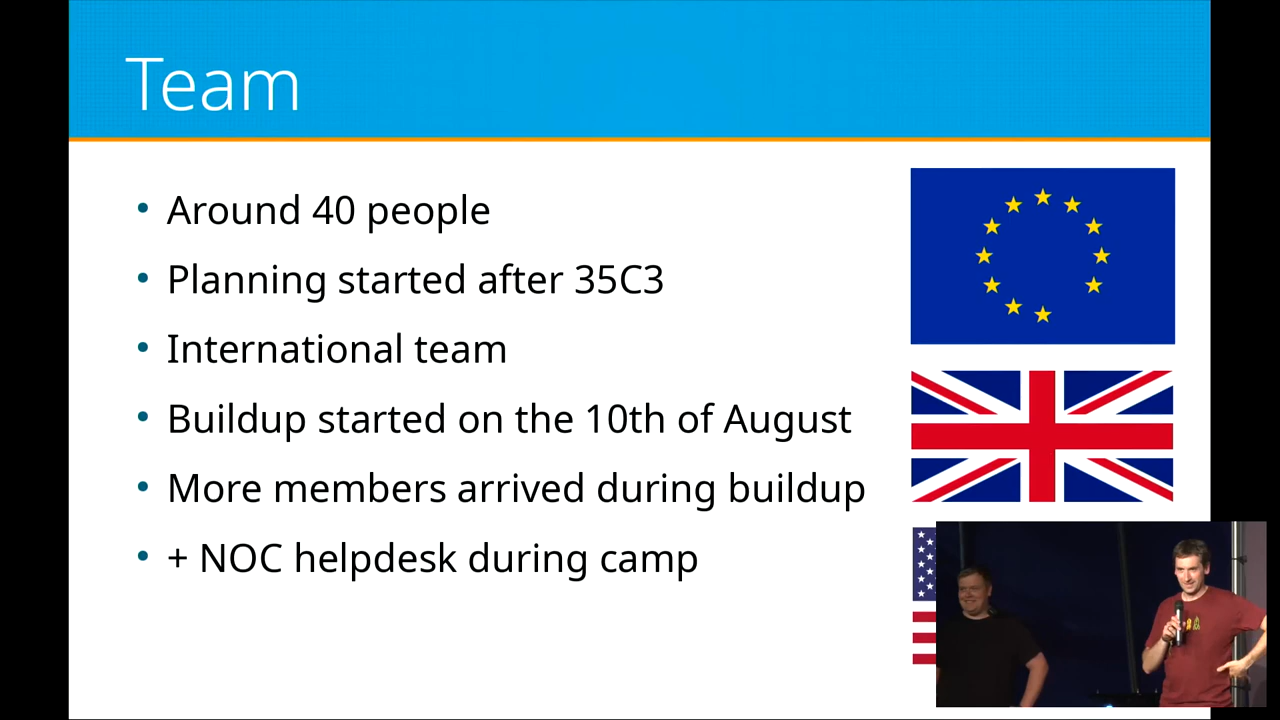 Team
• Around 40 people
• Planning started after 35C3
• International team
• Buildup started on the 10th of August
• More members arrived during buildup
• + NOC helpdesk during camp